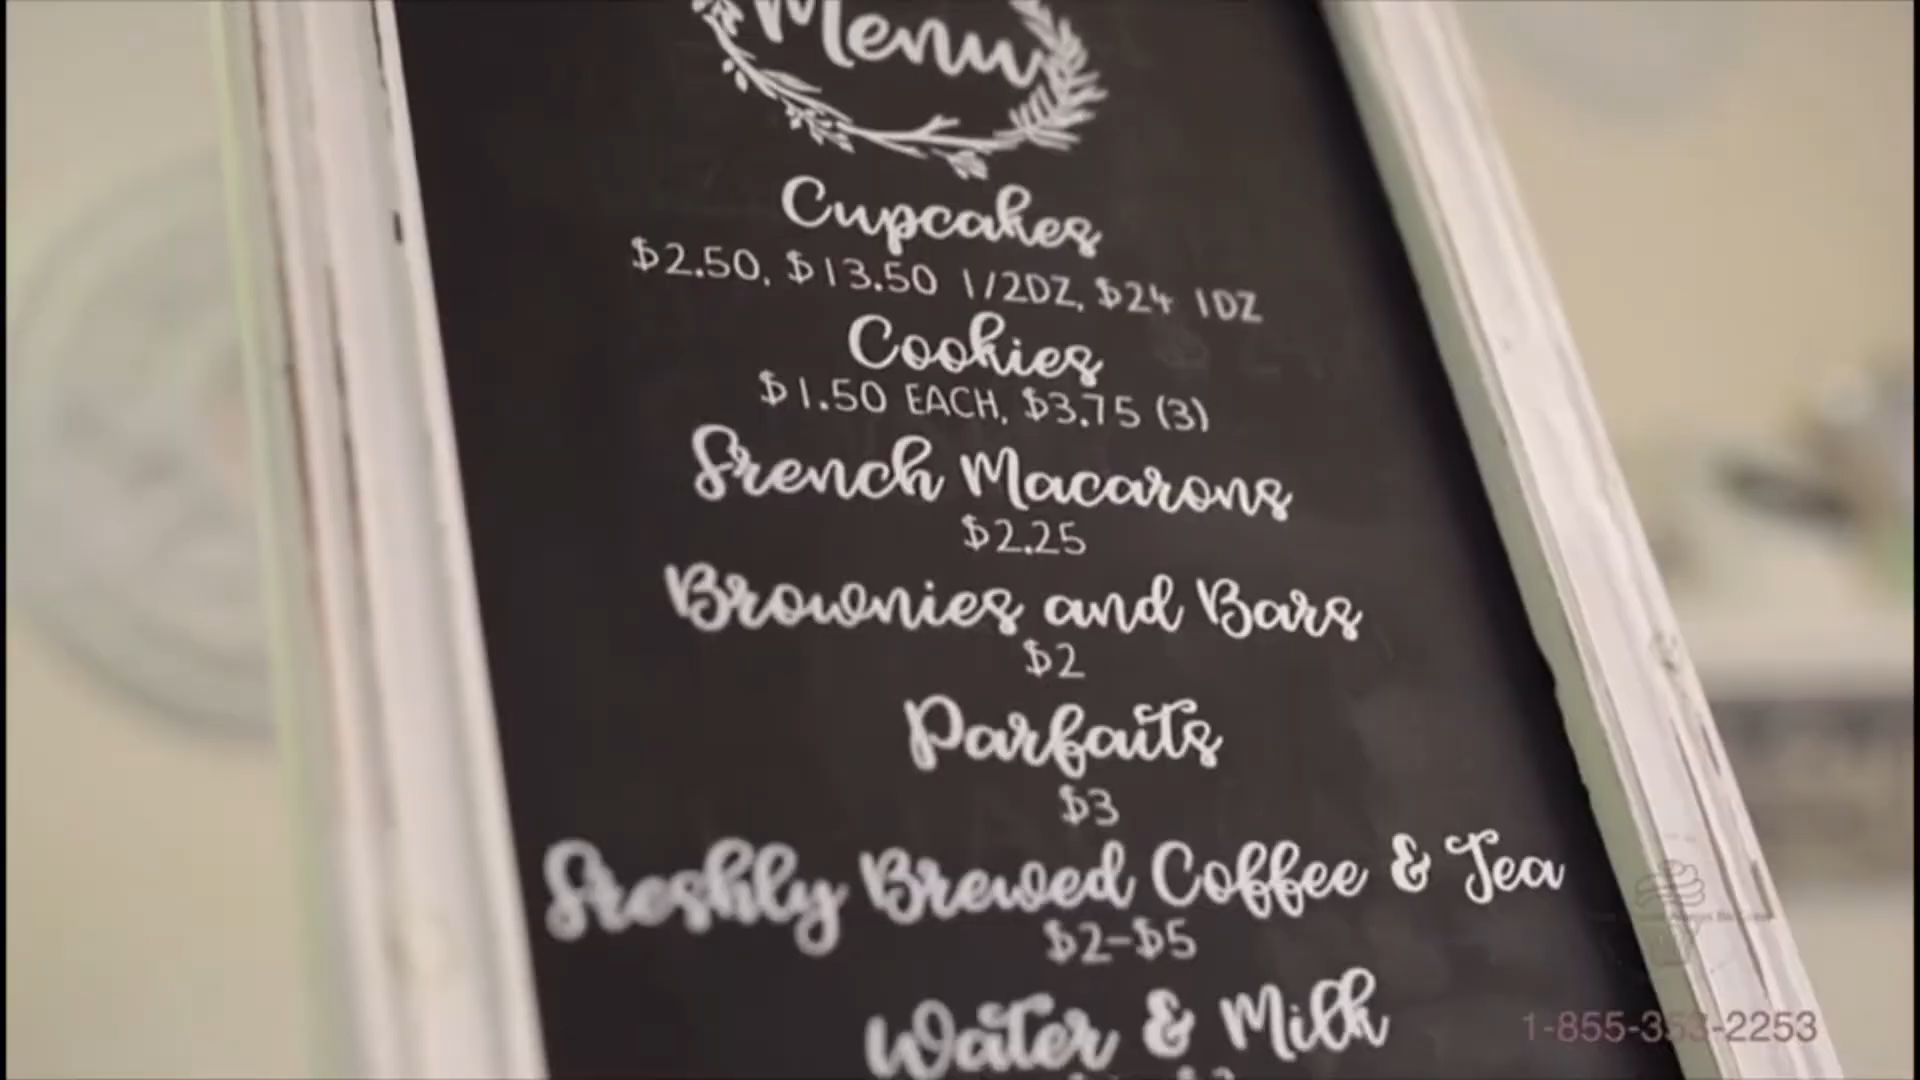 Menu
Cupcakes
$2.50, $13.50 1/2DZ, $24 1DZ
Cookies
$1.50 EACH, $3.75 (3)
French Macarons
$2.25
Brownies and Bars
$2
Parfaits
$3
Freshly Brewed Coffee & Tea
$2-$5
Water & Milk
1-855-353-2253